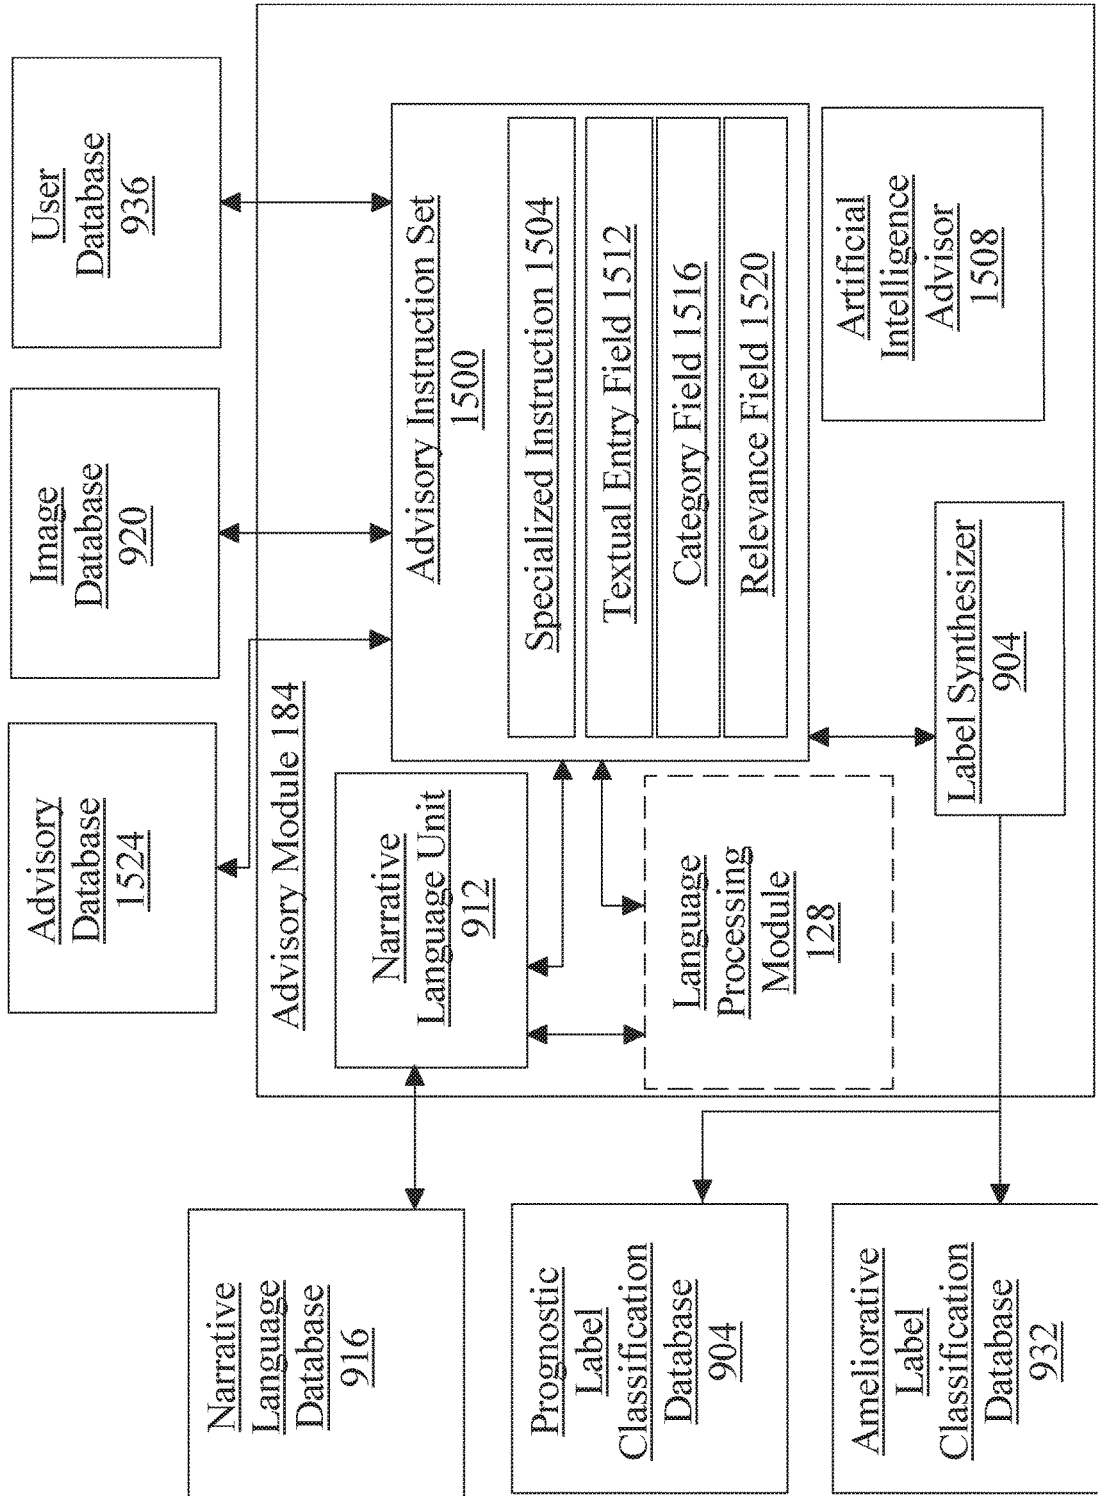 Narrative
Language
Database
916
Prognostic
Label
Classification
Database
904
Ameliorative
Label
Classification
Database
932
Advisory
Database
1524
Image
Database
920
User
Database
936
Advisory Module 184
Narrative
Language Unit
912
Language
Processing
Module
128
Advisory Instruction Set
1500
Specialized Instruction 1504
Textual Entry Field 1512
Category Field 1516
Relevance Field 1520
Label Synthesizer
904
Artificial
Intelligence
Advisor
1508